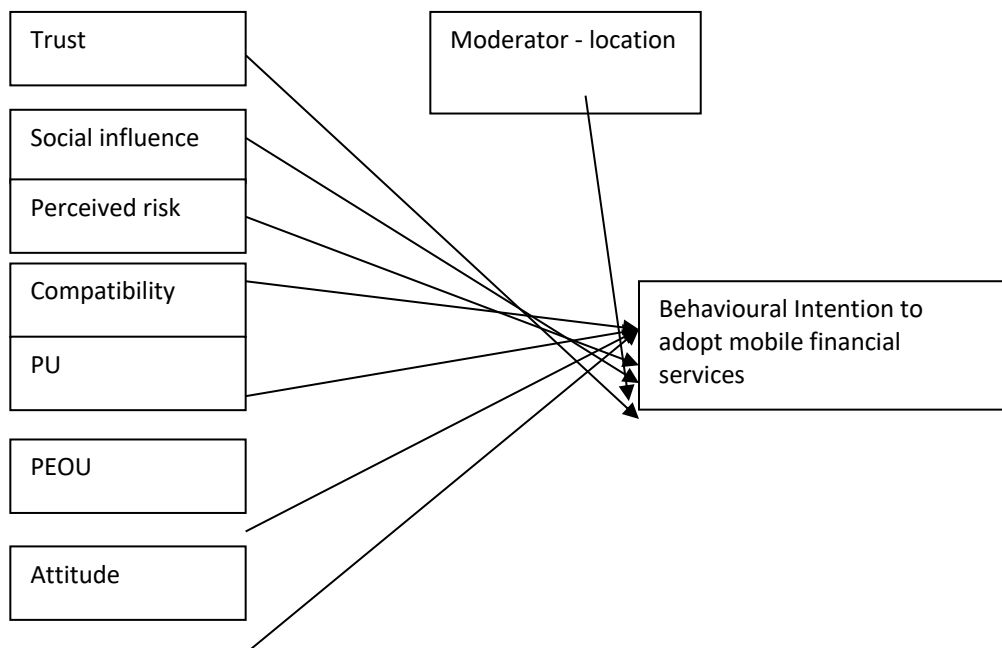 Trust
Moderator - location
Social influence
Perceived risk
Compatibility
PU
PEOU
Attitude
Behavioural Intention to
adopt mobile financial
services